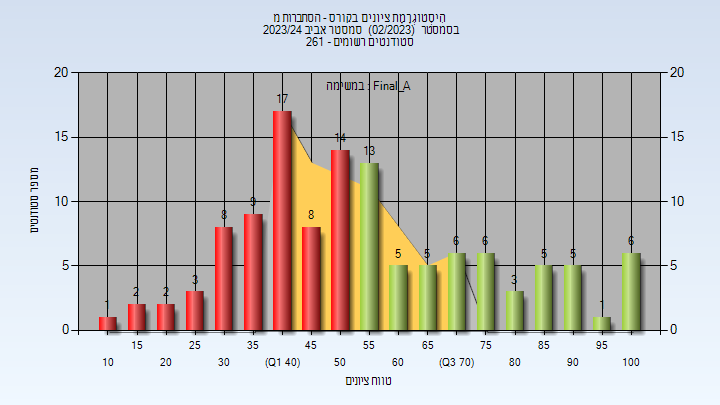 היסטוגרמת ציונים בקורס - הסתברות מ
בסמסטר (02/2023) סמסטר אביב 2023/24
סטודנטים רשומים - 261
במשימה : Final_A
מספר סטודנטים
20 15 10 5 0
20 15 10 5 0
1 2 2 3 8 9 17 8 14 13 5 5 6 6 3 5 5 1 6
15 25 35 45 55 65 75 85 95
10 20 30 (Q1 40) 50 60 (Q3 70) 80 90 100
טווח ציונים